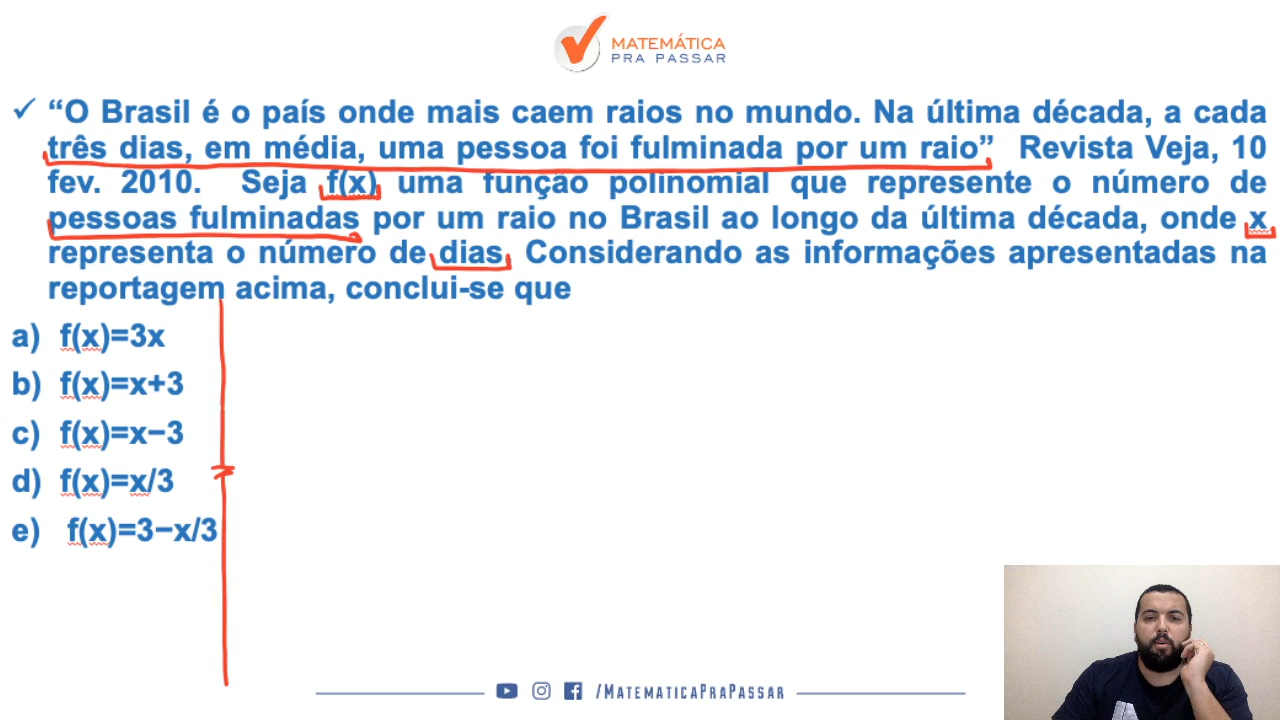 MATEMÁTICA
PRA PASSAR
✓ “O Brasil é o país onde mais caem raios no mundo. Na última década, a cada
três dias, em média, uma pessoa foi fulminada por um raio” Revista Veja, 10
fev. 2010. Seja f(x) uma função polinomial que represente o número de
pessoas fulminadas por um raio no Brasil ao longo da última década, onde x
representa o número de dias. Considerando as informações apresentadas na
reportagem acima, conclui-se que
a) f(x)=3x
b) f(x)=x+3
c) f(x)=x−3
d) f(x)=x/3
e) f(x)=3−x/3
/MATEMATICAPRAPASSAR